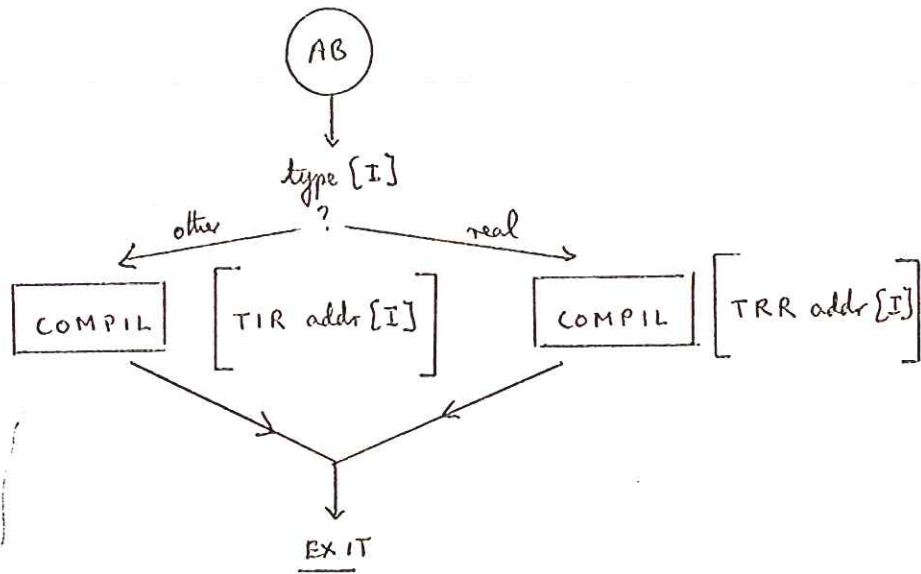 AB
type [I]
?
other
real
COMPIL
[TIR addr [I]]
COMPIL
[TRR addr [I]]
EXIT